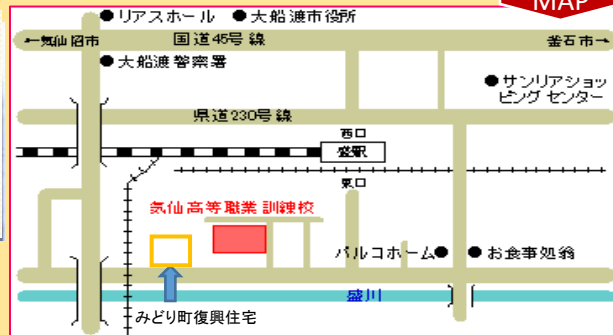 MAP
●リアスホール ●大船渡市役所
←気仙沼市 国道45号線 釜石市→
●大船渡警察署
●サンリアショッ
ピングセンター
県道230号線
西口
盛駅
東口
気仙高等職業訓練校
パルコホーム● ●お食事処翁
盛川
みどり町復興住宅